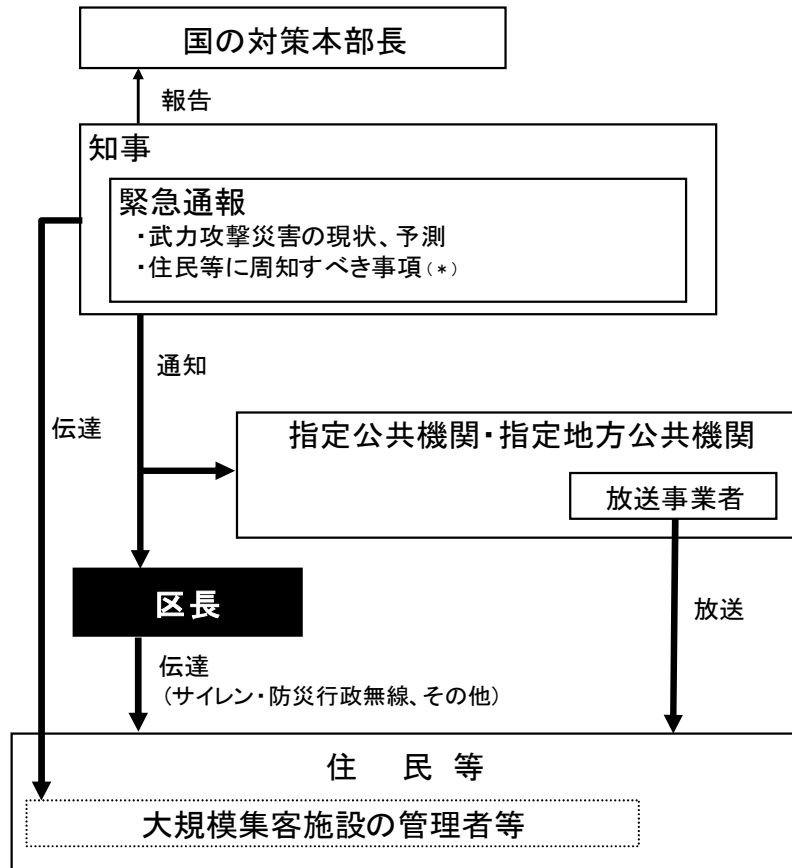 国の対策本部長
報告
知事
緊急通報
・武力攻撃災害の現状、予測
・住民等に周知すべき事項(*)
通知
伝達
指定公共機関・指定地方公共機関
放送事業者
区長
放送
伝達
(サイレン・防災行政無線、その他)
住 民 等
大規模集客施設の管理者等